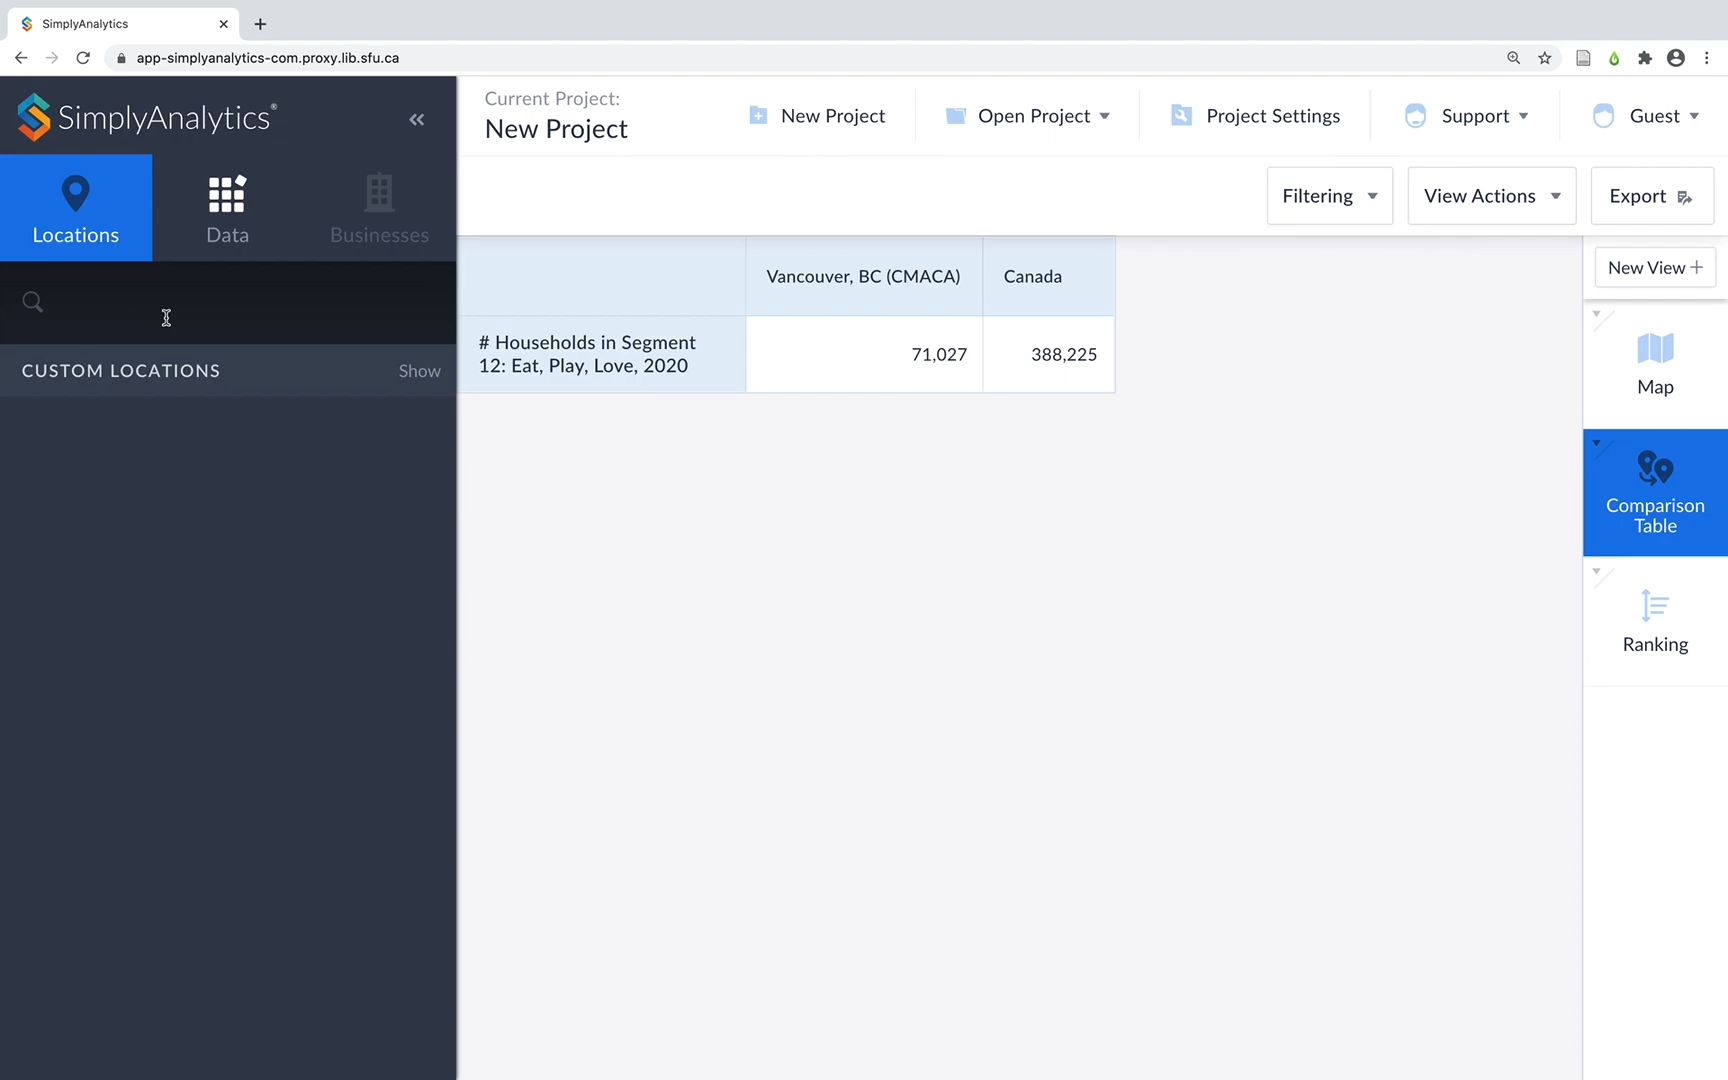 SimplyAnalytics
app-simplyanalytics-com.proxy.lib.sfu.ca
SimplyAnalytics®
Current Project:
New Project
New Project
Open Project
Project Settings
Support
Guest
Locations
Data
Businesses
Filtering
View Actions
Export
Vancouver, BC (CMACA)
Canada
New View
CUSTOM LOCATIONS
Show
# Households in Segment
12: Eat, Play, Love, 2020
71,027
388,225
Map
Comparison
Table
Ranking